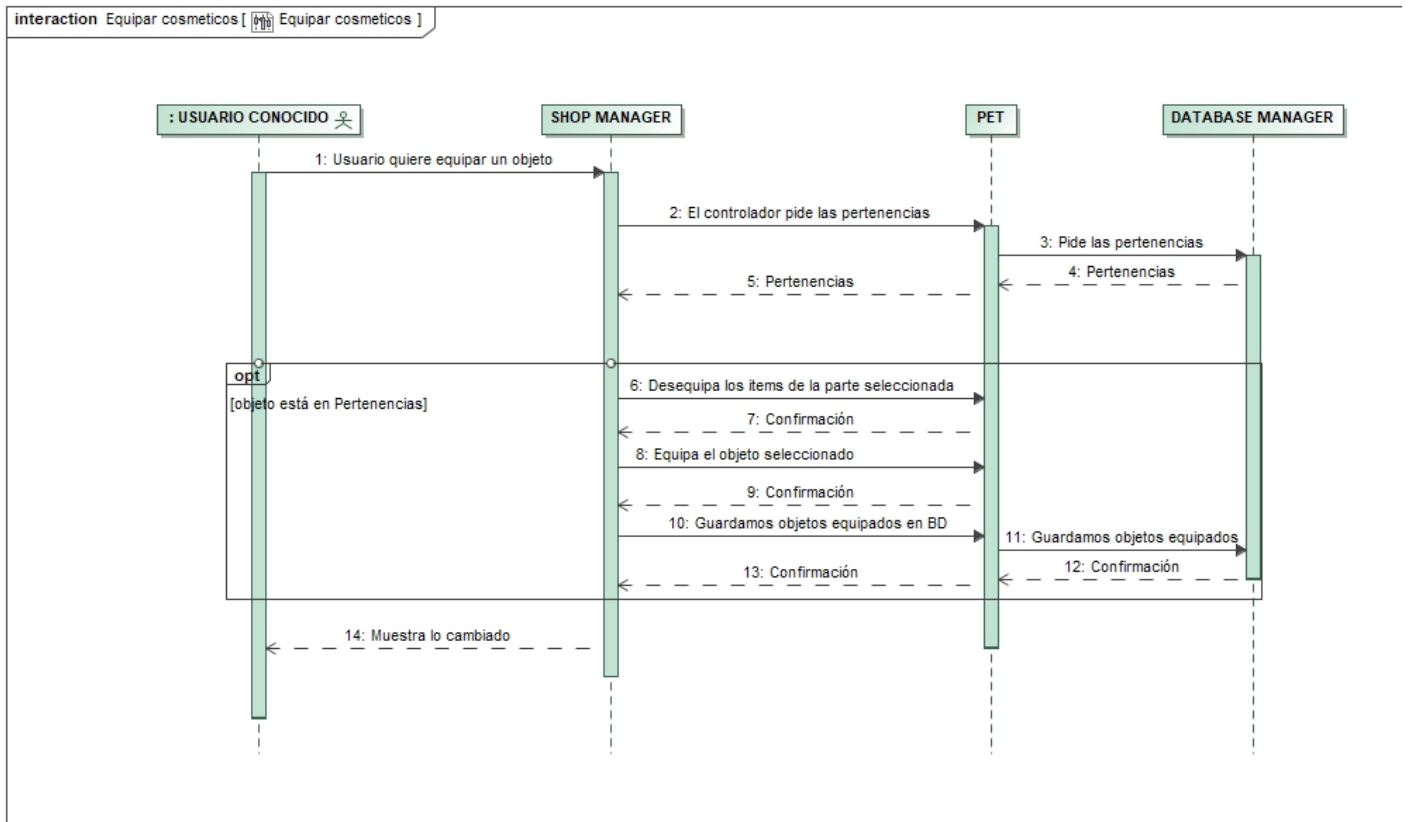 interaction Equipar cosmeticos [ Equipar cosmeticos ]
: USUARIO CONOCIDO
SHOP MANAGER
PET
DATABASE MANAGER
1: Usuario quiere equipar un objeto
2: El controlador pide las pertenencias
3: Pide las pertenencias
4: Pertenencias
5: Pertenencias
opt
[objeto está en Pertenencias]
6: Desequipa los items de la parte seleccionada
7: Confirmación
8: Equipa el objeto seleccionado
9: Confirmación
10: Guardamos objetos equipados en BD
11: Guardamos objetos equipados
12: Confirmación
13: Confirmación
14: Muestra lo cambiado